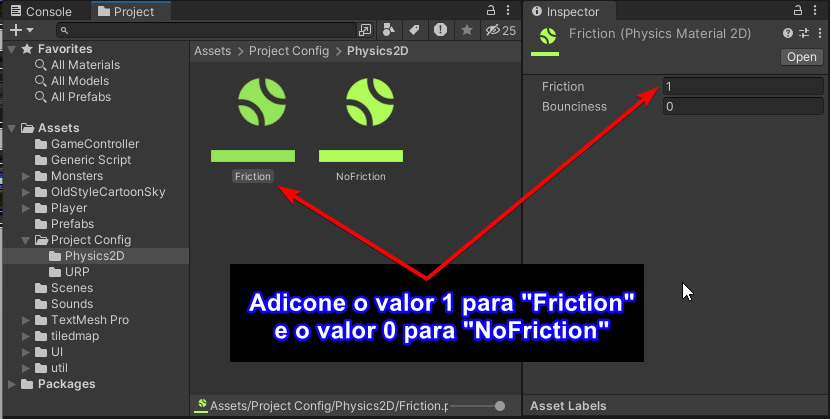 Console
Project
25
Favorites
All Materials
All Models
All Prefabs
Assets
GameController
Generic Script
Monsters
OldStyleCartoonSky
Player
Prefabs
Project Config
Physics2D
URP
Scenes
Sounds
TextMesh Pro
tiledmap
UI
util
Packages
Assets > Project Config > Physics2D
Friction
NoFriction
Assets/Project Config/Physics2D/Friction.p
Inspector
Friction (Physics Material 2D)
Open
Friction 1
Bounciness 0
Adicone o valor 1 para "Friction"
e o valor 0 para "NoFriction"
Asset Labels